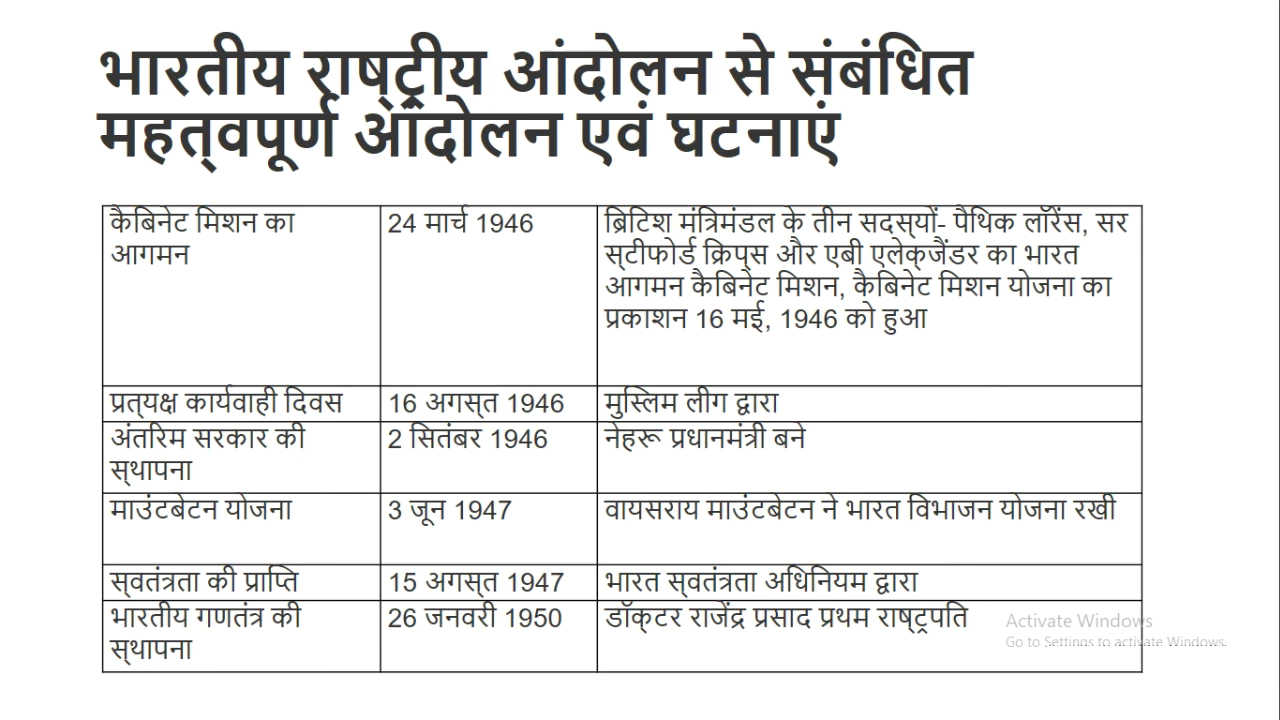 भारतीय राष्ट्रीय आंदोलन से संबंधित
महत्वपूर्ण आंदोलन एवं घटनाएं
कैबिनेट मिशन का
आगमन
24 मार्च 1946
ब्रिटिश मंत्रिमंडल के तीन सदस्यों- पैथिक लॉरेंस, सर
स्टीफोर्ड क्रिप्स और एबी एलेक्जैंडर का भारत
आगमन कैबिनेट मिशन, कैबिनेट मिशन योजना का
प्रकाशन 16 मई, 1946 को हुआ
प्रत्यक्ष कार्यवाही दिवस
16 अगस्त 1946
मुस्लिम लीग द्वारा
अंतरिम सरकार की
स्थापना
2 सितंबर 1946
नेहरू प्रधानमंत्री बने
माउंटबेटन योजना
3 जून 1947
वायसराय माउंटबेटन ने भारत विभाजन योजना रखी
स्वतंत्रता की प्राप्ति
15 अगस्त 1947
भारत स्वतंत्रता अधिनियम द्वारा
भारतीय गणतंत्र की
स्थापना
26 जनवरी 1950
डॉक्टर राजेंद्र प्रसाद प्रथम राष्ट्रपति
Activate Windows
Go to Settings to activate Windows.